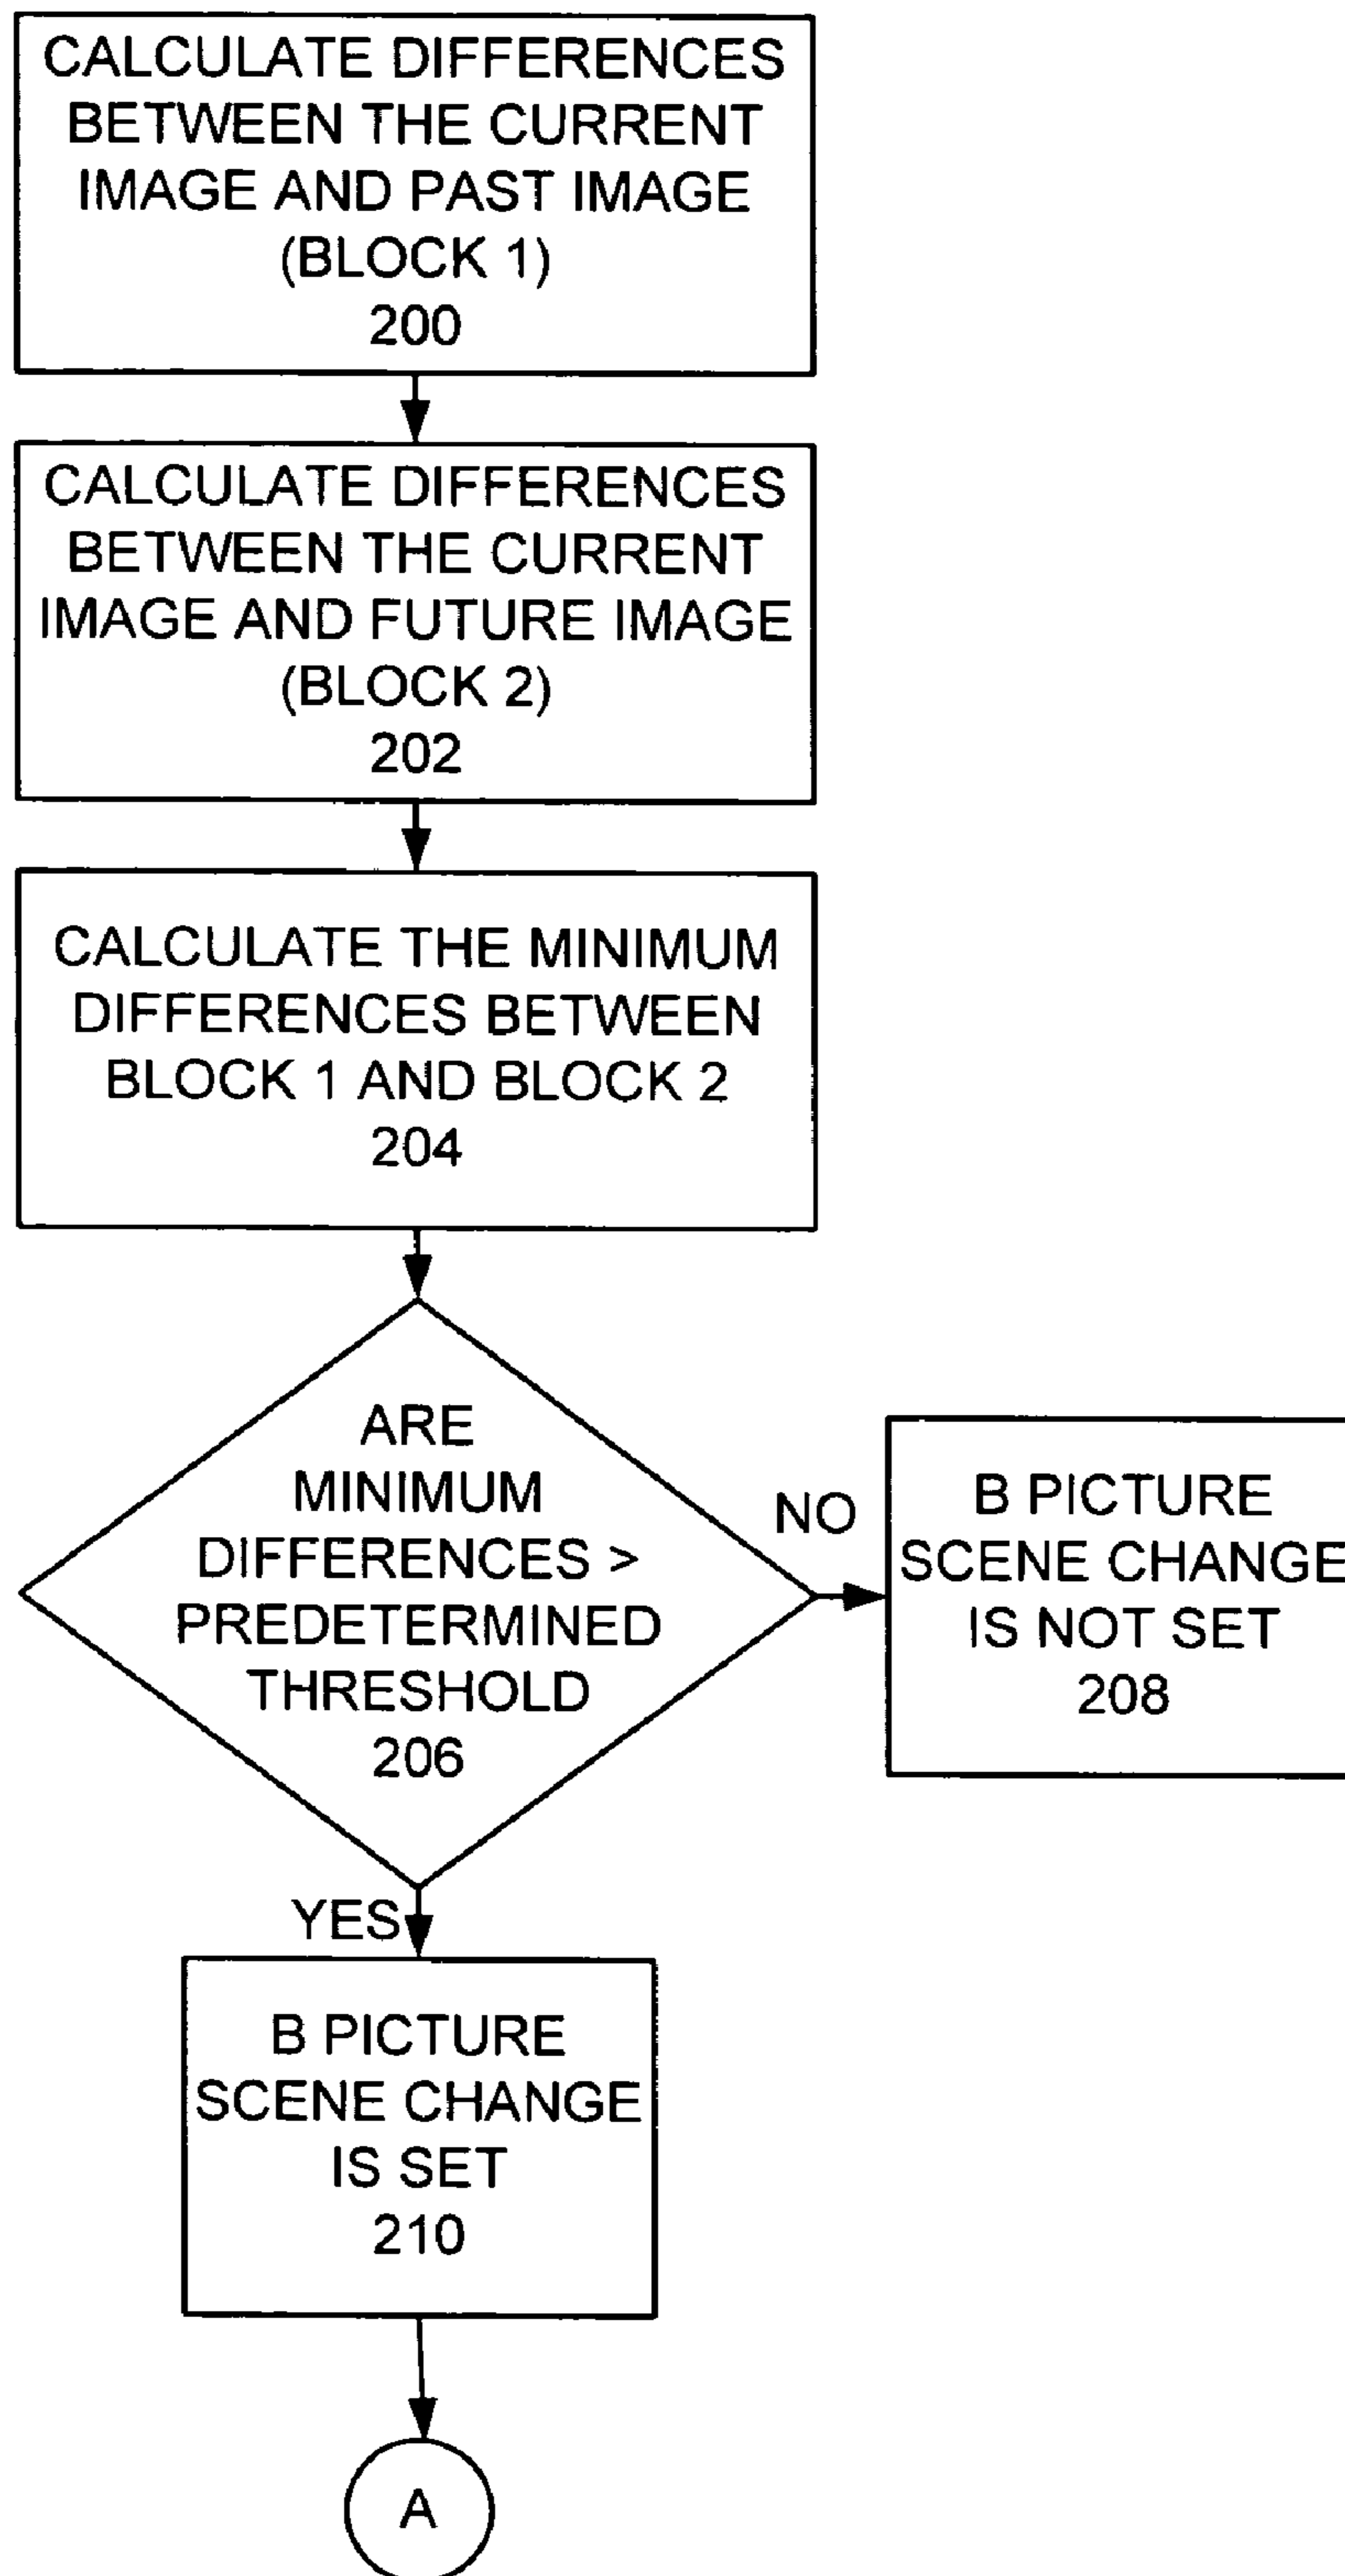 CALCULATE DIFFERENCES
BETWEEN THE CURRENT
IMAGE AND PAST IMAGE
(BLOCK 1)
200
CALCULATE DIFFERENCES
BETWEEN THE CURRENT
IMAGE AND FUTURE IMAGE
(BLOCK 2)
202
CALCULATE THE MINIMUM
DIFFERENCES BETWEEN
BLOCK 1 AND BLOCK 2
204
ARE
MINIMUM
DIFFERENCES >
PREDETERMINED
THRESHOLD
206
NO
B PICTURE
SCENE CHANGE
IS NOT SET
208
YES
B PICTURE
SCENE CHANGE
IS SET
210
A